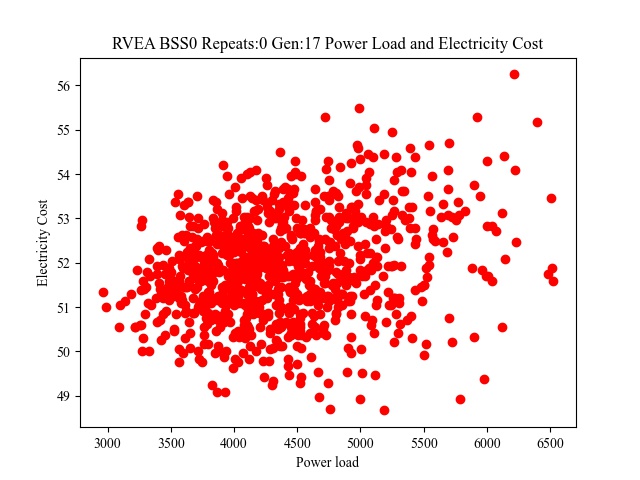 RVEA BSS0 Repeats:0 Gen:17 Power Load and Electricity Cost
56
55
54
53
52
51
50
49
Electricity Cost
3000 3500 4000 4500 5000 5500 6000 6500
Power load